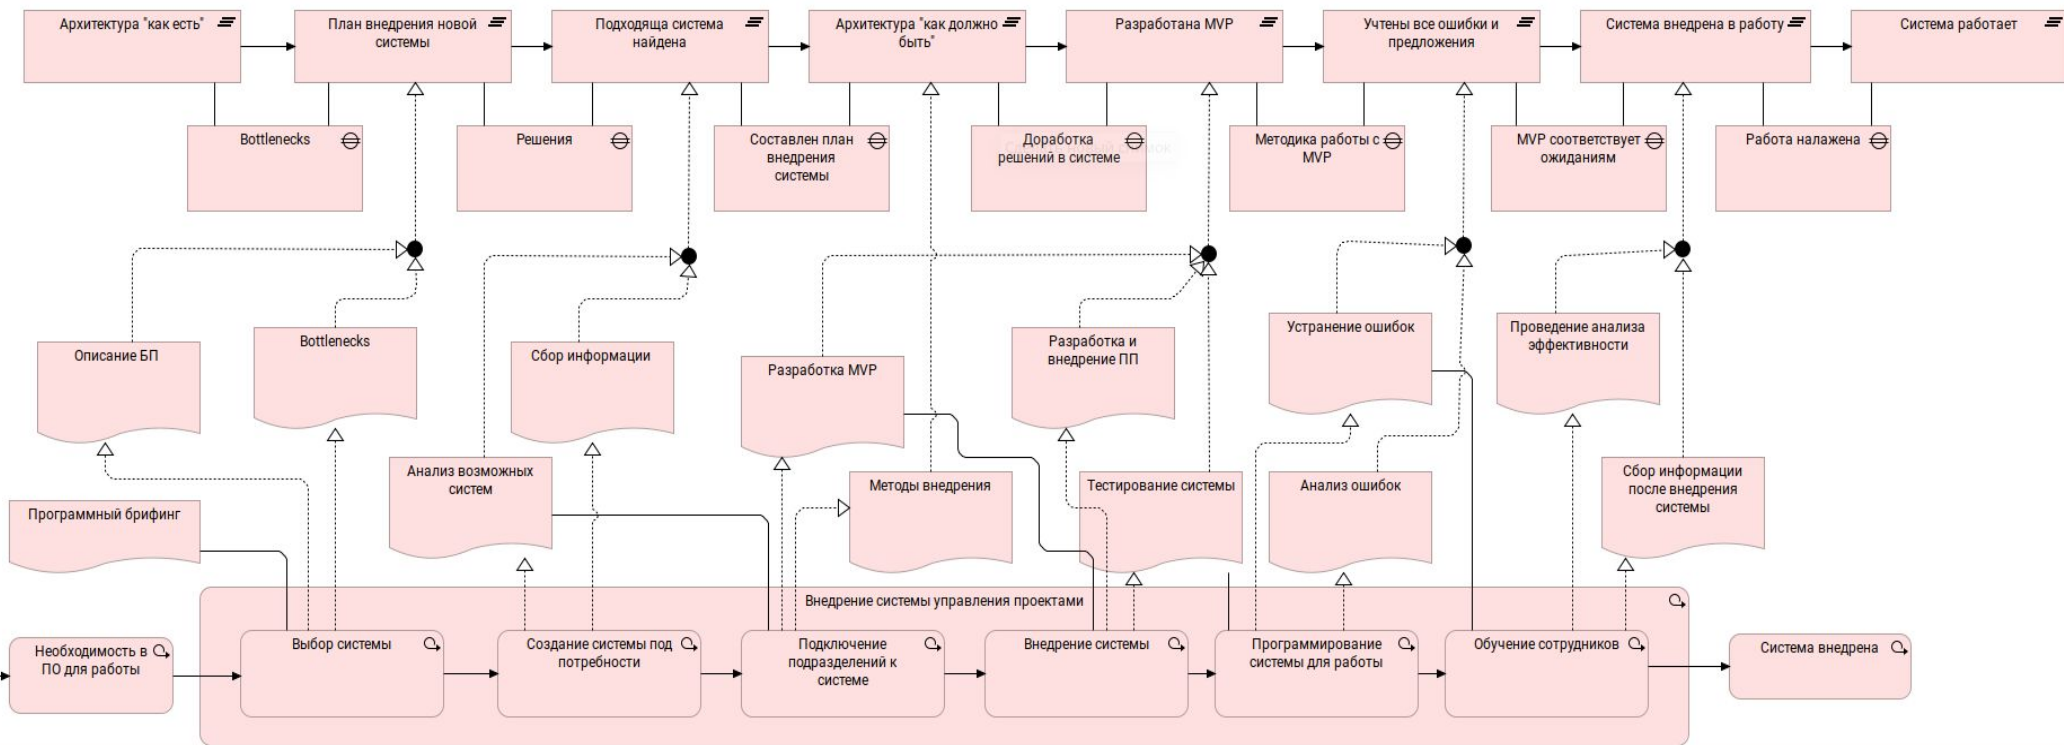 Архитектура "как есть"
План внедрения новой
системы
Подходяща система
найдена
Архитектура "как должно
быть"
Разработана MVP
Учтены все ошибки и
предложения
Система внедрена в работу
Система работает
Bottlenecks
Решения
Составлен план
внедрения
системы
Доработка
решений в системе
Методика работы с
MVP
MVP соответствует
ожиданиям
Работа налажена
Описание БП
Bottlenecks
Сбор информации
Разработка MVP
Разработка и
внедрение ПП
Устранение ошибок
Проведение анализа
эффективности
Программный брифинг
Анализ возможных
систем
Методы внедрения
Тестирование системы
Анализ ошибок
Сбор информации
после внедрения
системы
Внедрение системы управления проектами
Необходимость в
ПО для работы
Выбор системы
Создание системы под
потребности
Подключение
подразделений к
системе
Внедрение системы
Программирование
системы для работы
Обучение сотрудников
Система внедрена